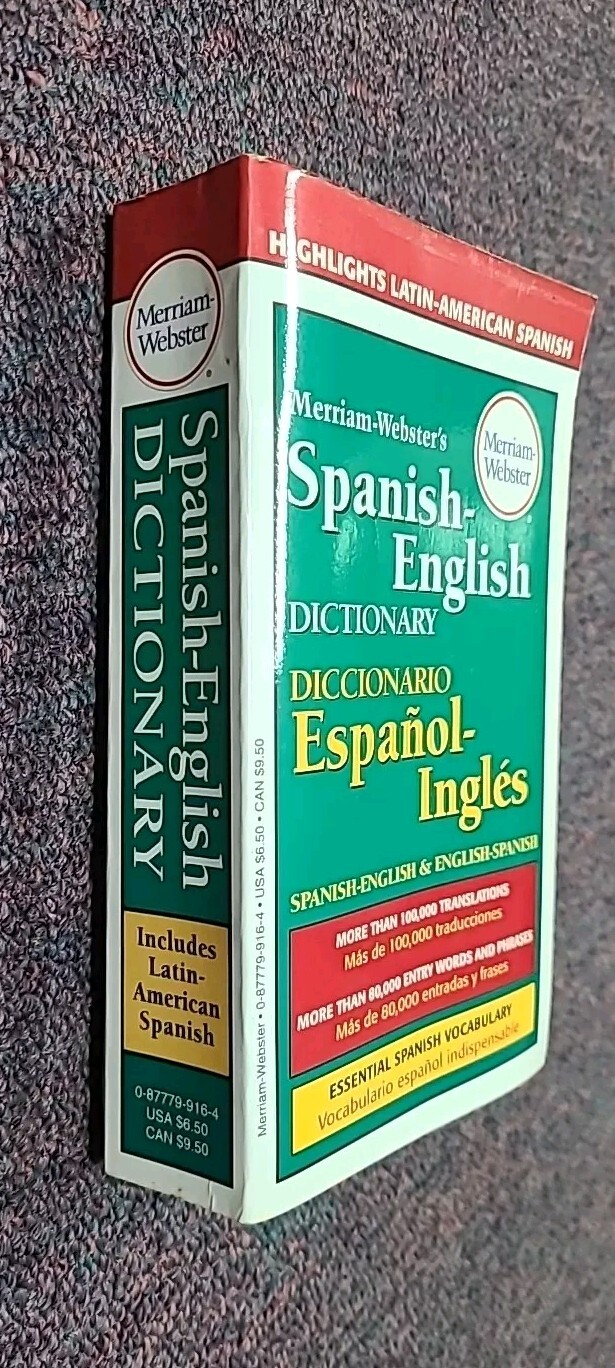 Merriam-
Webster
Spanish-English
DICTIONARY
Includes
Latin-
American
Spanish
0-87779-916-4
USA $6.50
CAN $9.50
Merriam-Webster • 0-87779-916-4 • USA $6.50 • CAN $9.50
HIGHLIGHTS LATIN-AMERICAN SPANISH
Merriam-Webster's
Merriam-
Webster
®
Spanish-
English
DICTIONARY
DICCIONARIO
Español-
Inglés
SPANISH-ENGLISH & ENGLISH-SPANISH
MORE THAN 100,000 TRANSLATIONS
Más de 100,000 traducciones
MORE THAN 80,000 ENTRY WORDS AND PHRASES
Más de 80,000 entradas y frases
ESSENTIAL SPANISH VOCABULARY
Vocabulario español indispensable